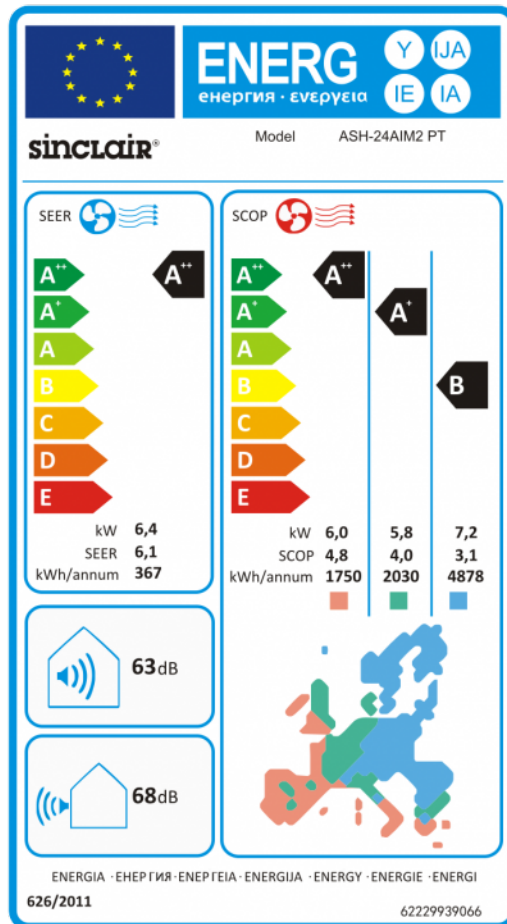 ENERG
енергия · ενεργεια
Y
IJA
IE
IA
sinclair®
Model ASH-24AIM2 PT
SEER
A++
A++
A+
A
B
C
D
E
kW 6,4
SEER 6,1
kWh/annum 367
SCOP
A++
A++
A+
A+
A
B
B
C
D
E
kW 6,0 5,8 7,2
SCOP 4,8 4,0 3,1
kWh/annum 1750 2030 4878
63dB
68dB
ENERGIA · ЕНЕРГИЯ · ΕΝΕΡΓΕΙΑ · ENERGIJA · ENERGY · ENERGIE · ENERGI
626/2011
62229939066